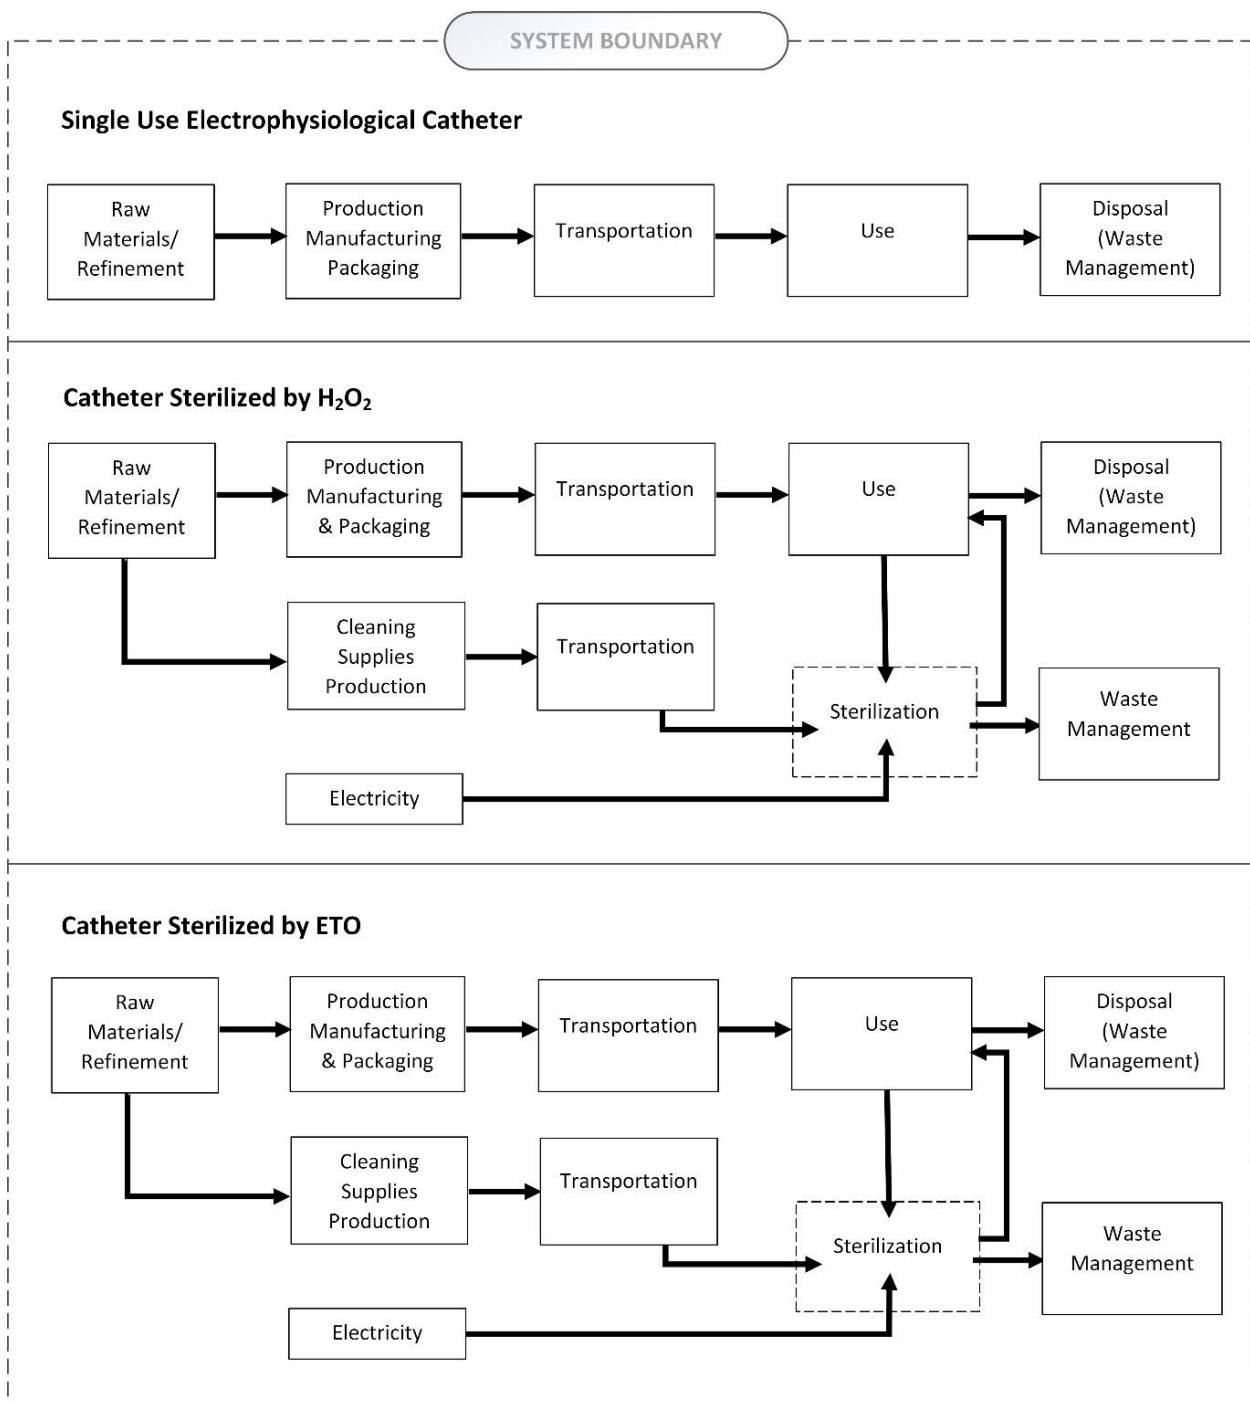 SYSTEM BOUNDARY
Single Use Electrophysiological Catheter
Raw
Materials/
Refinement
Production
Manufacturing
Packaging
Transportation
Use
Disposal
(Waste
Management)
Catheter Sterilized by H₂O₂
Raw
Materials/
Refinement
Production
Manufacturing
& Packaging
Transportation
Use
Disposal
(Waste
Management)
Cleaning
Supplies
Production
Transportation
Sterilization
Waste
Management
Electricity
Catheter Sterilized by ETO
Raw
Materials/
Refinement
Production
Manufacturing
& Packaging
Transportation
Use
Disposal
(Waste
Management)
Cleaning
Supplies
Production
Transportation
Sterilization
Waste
Management
Electricity